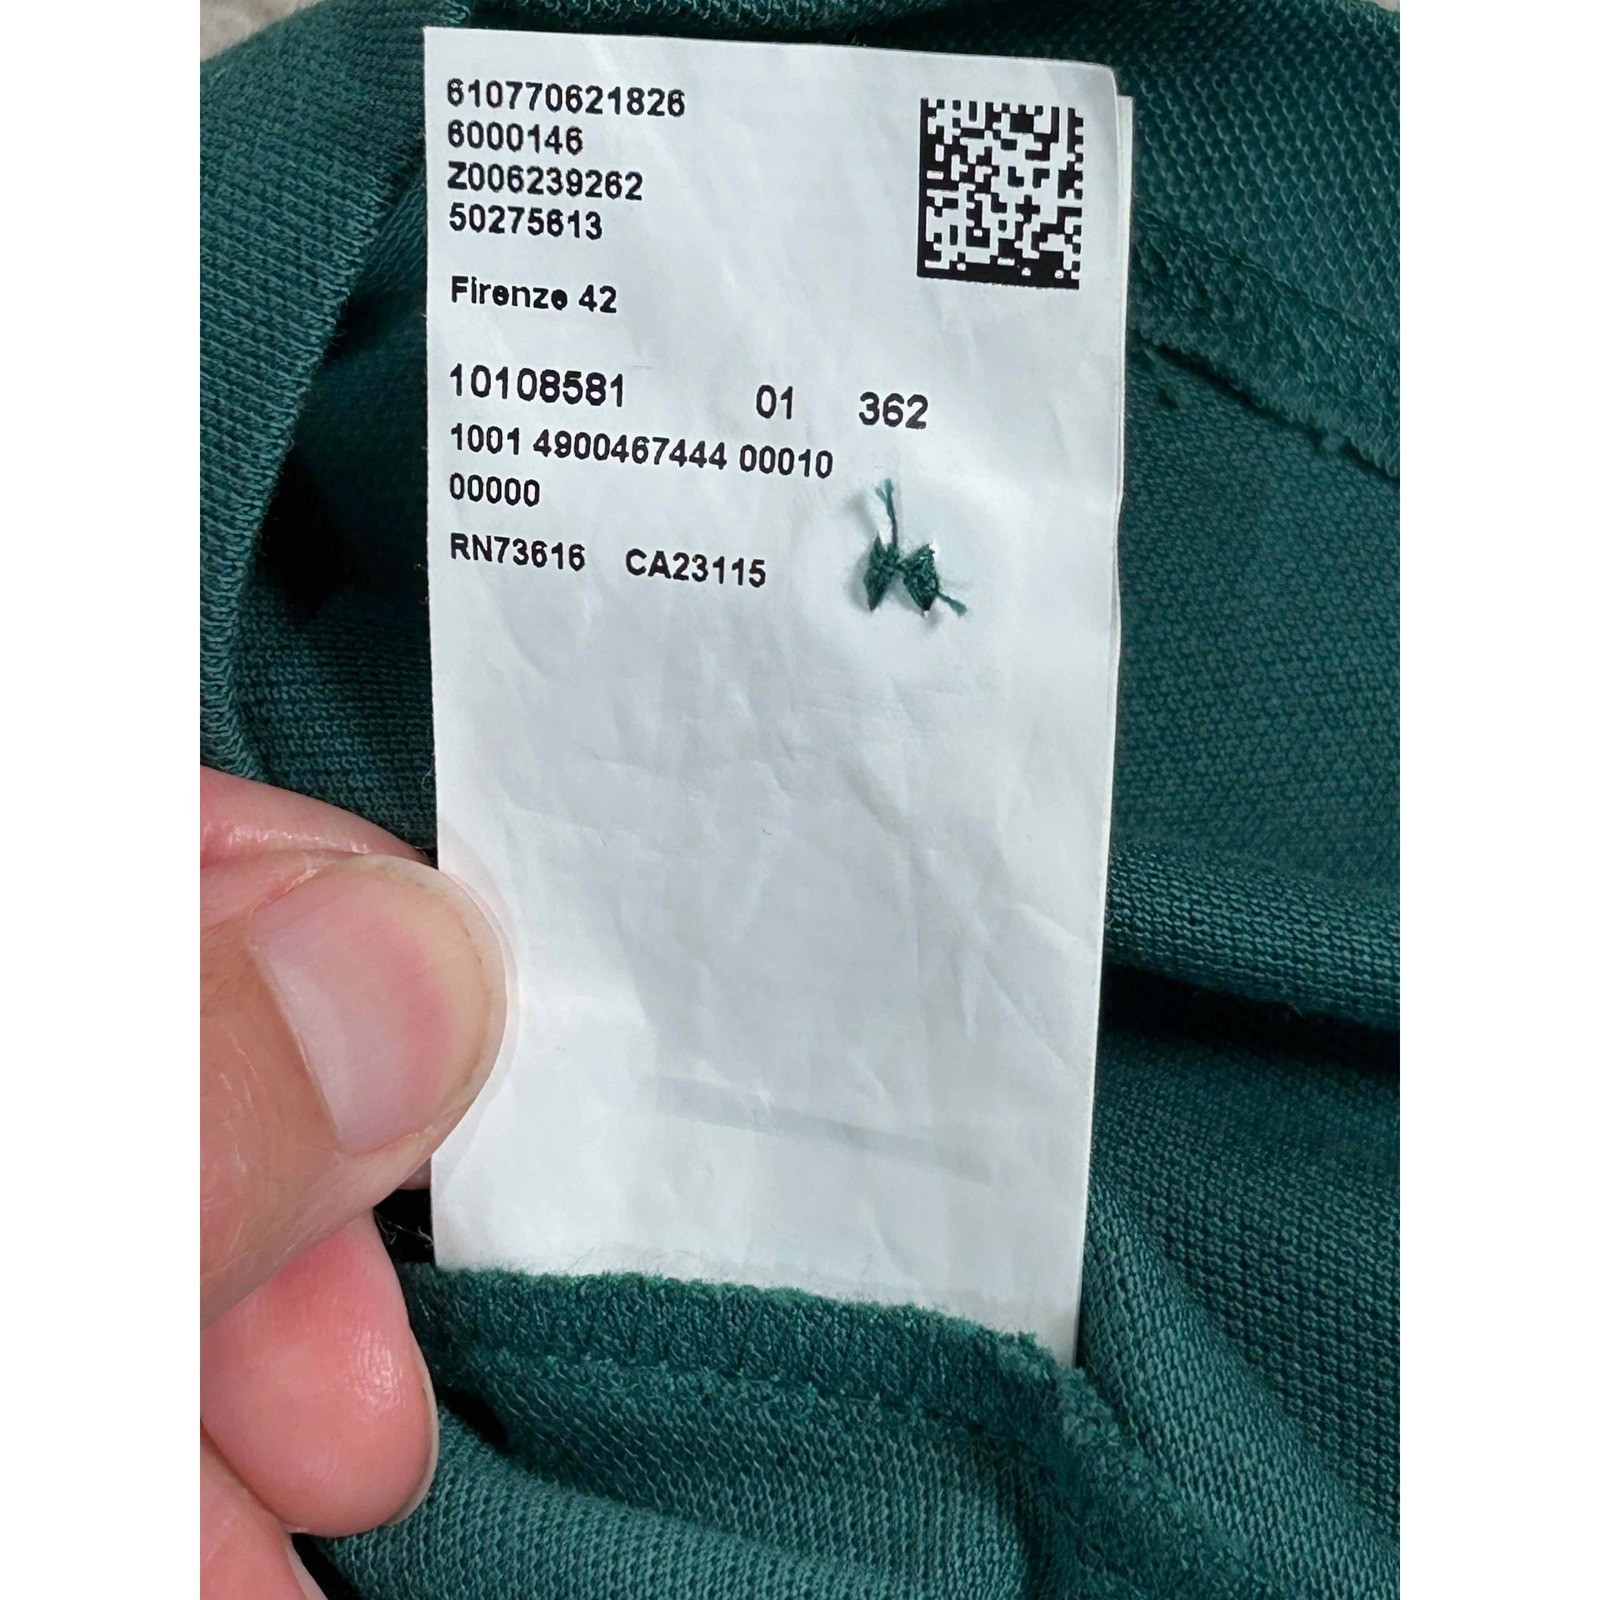 610770621826
6000146
Z006239262
50275613
Firenze 42
10108581 01 362
1001 4900467444 00010
00000
RN73616 CA23115